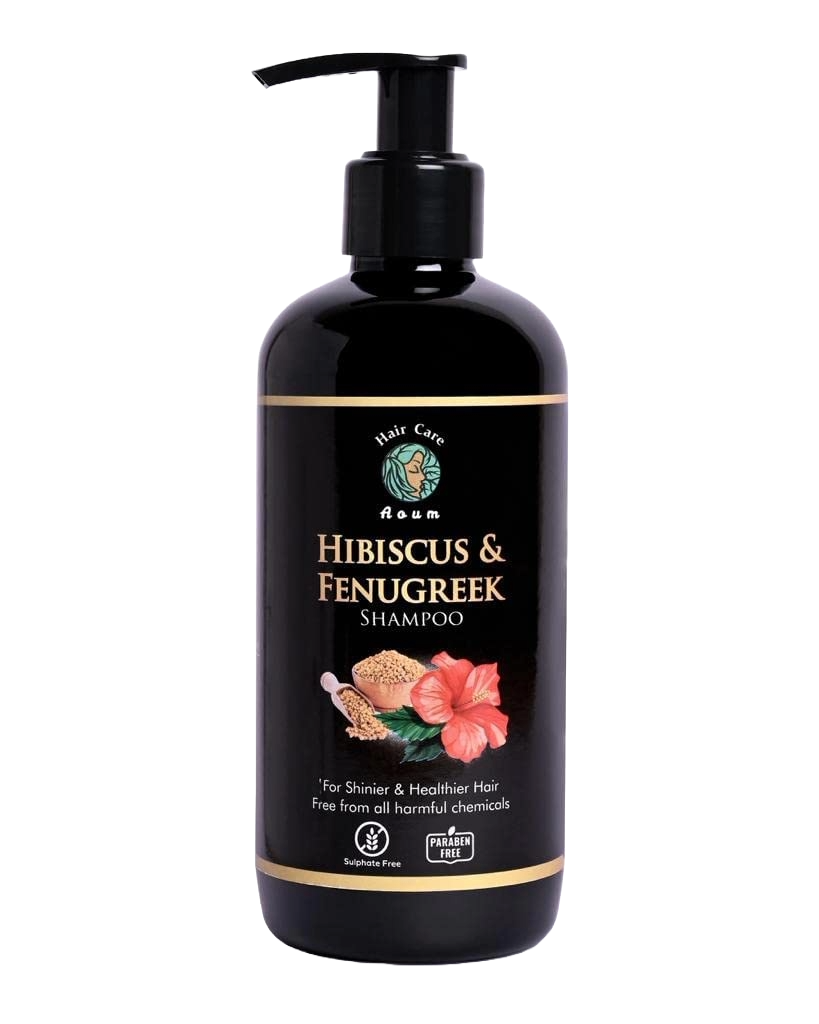 Hair Care
Aoum
HIBISCUS &
FENUGREEK
SHAMPOO
'For Shinier & Healthier Hair
Free from all harmful chemicals
Sulphate Free
PARABEN
FREE